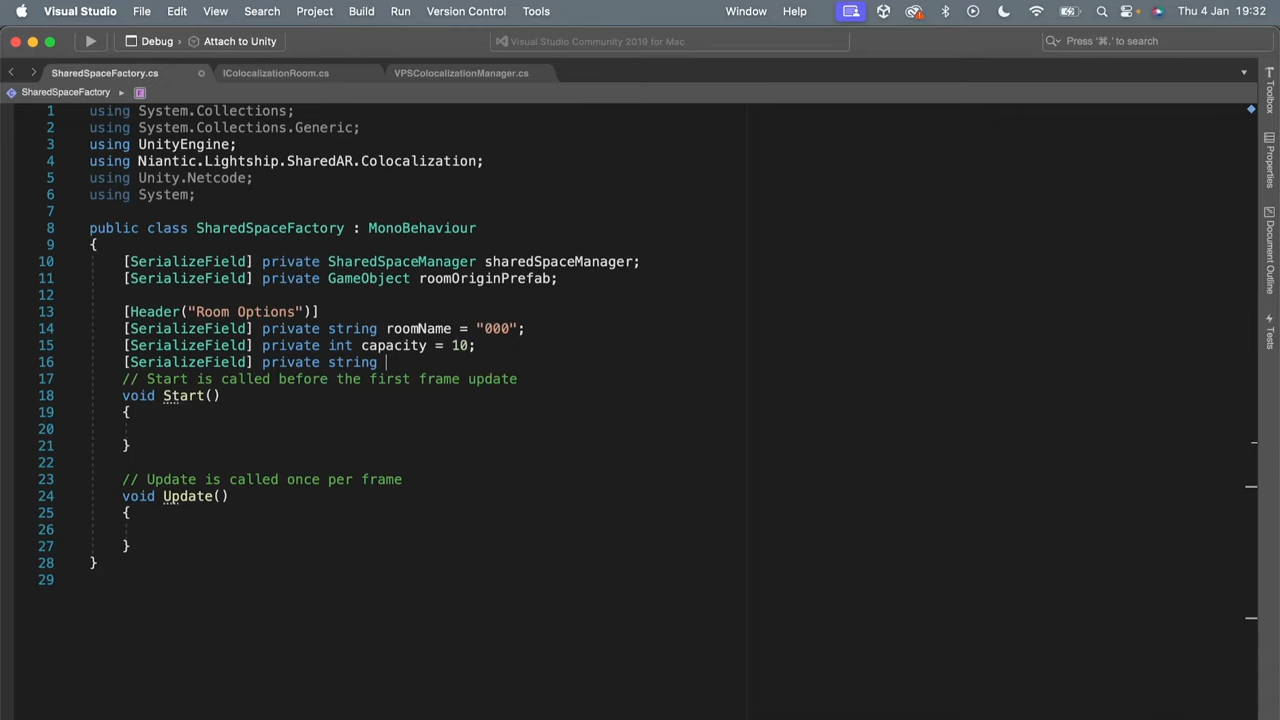 Visual Studio File Edit View Search Project Build Run Version Control Tools Window Help Thu 4 Jan 19:32
Debug › Attach to Unity Visual Studio Community 2019 for Mac Press '⌘.' to search
SharedSpaceFactory.cs IColocalizationRoom.cs VPSColocalizationManager.cs
SharedSpaceFactory
1 using System.Collections;
2 using System.Collections.Generic;
3 using UnityEngine;
4 using Niantic.Lightship.SharedAR.Colocalization;
5 using Unity.Netcode;
6 using System;
7
8 public class SharedSpaceFactory : MonoBehaviour
9 {
10 [SerializeField] private SharedSpaceManager sharedSpaceManager;
11 [SerializeField] private GameObject roomOriginPrefab;
12
13 [Header("Room Options")]
14 [SerializeField] private string roomName = "000";
15 [SerializeField] private int capacity = 10;
16 [SerializeField] private string
17 // Start is called before the first frame update
18 void Start()
19 {
20
21 }
22
23 // Update is called once per frame
24 void Update()
25 {
26
27 }
28 }
29
Toolbox
Properties
Document Outline
Tests